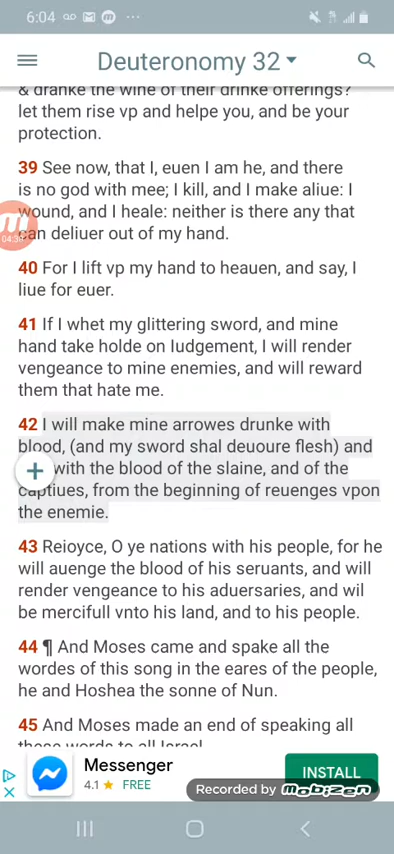 6:04
Deuteronomy 32
& dranke the wine of their drinke offerings?
let them rise vp and helpe you, and be your
protection.
39 See now, that I, euen I am he, and there
is no god with mee; I kill, and I make aliue: I
wound, and I heale: neither is there any that
can deliuer out of my hand.
04:39
40 For I lift vp my hand to heauen, and say, I
liue for euer.
41 If I whet my glittering sword, and mine
hand take holde on Iudgement, I will render
vengeance to mine enemies, and will reward
them that hate me.
42 I will make mine arrowes drunke with
blood, (and my sword shal deuoure flesh) and
with the blood of the slaine, and of the
captiues, from the beginning of reuenges vpon
the enemie.
43 Reioyce, O ye nations with his people, for he
will auenge the blood of his seruants, and will
render vengeance to his aduersaries, and wil
be mercifull vnto his land, and to his people.
44 ¶ And Moses came and spake all the
wordes of this song in the eares of the people,
he and Hoshea the sonne of Nun.
45 And Moses made an end of speaking all
these words to all Israel
Messenger
4.1 ★ FREE
INSTALL
Recorded by mobizen